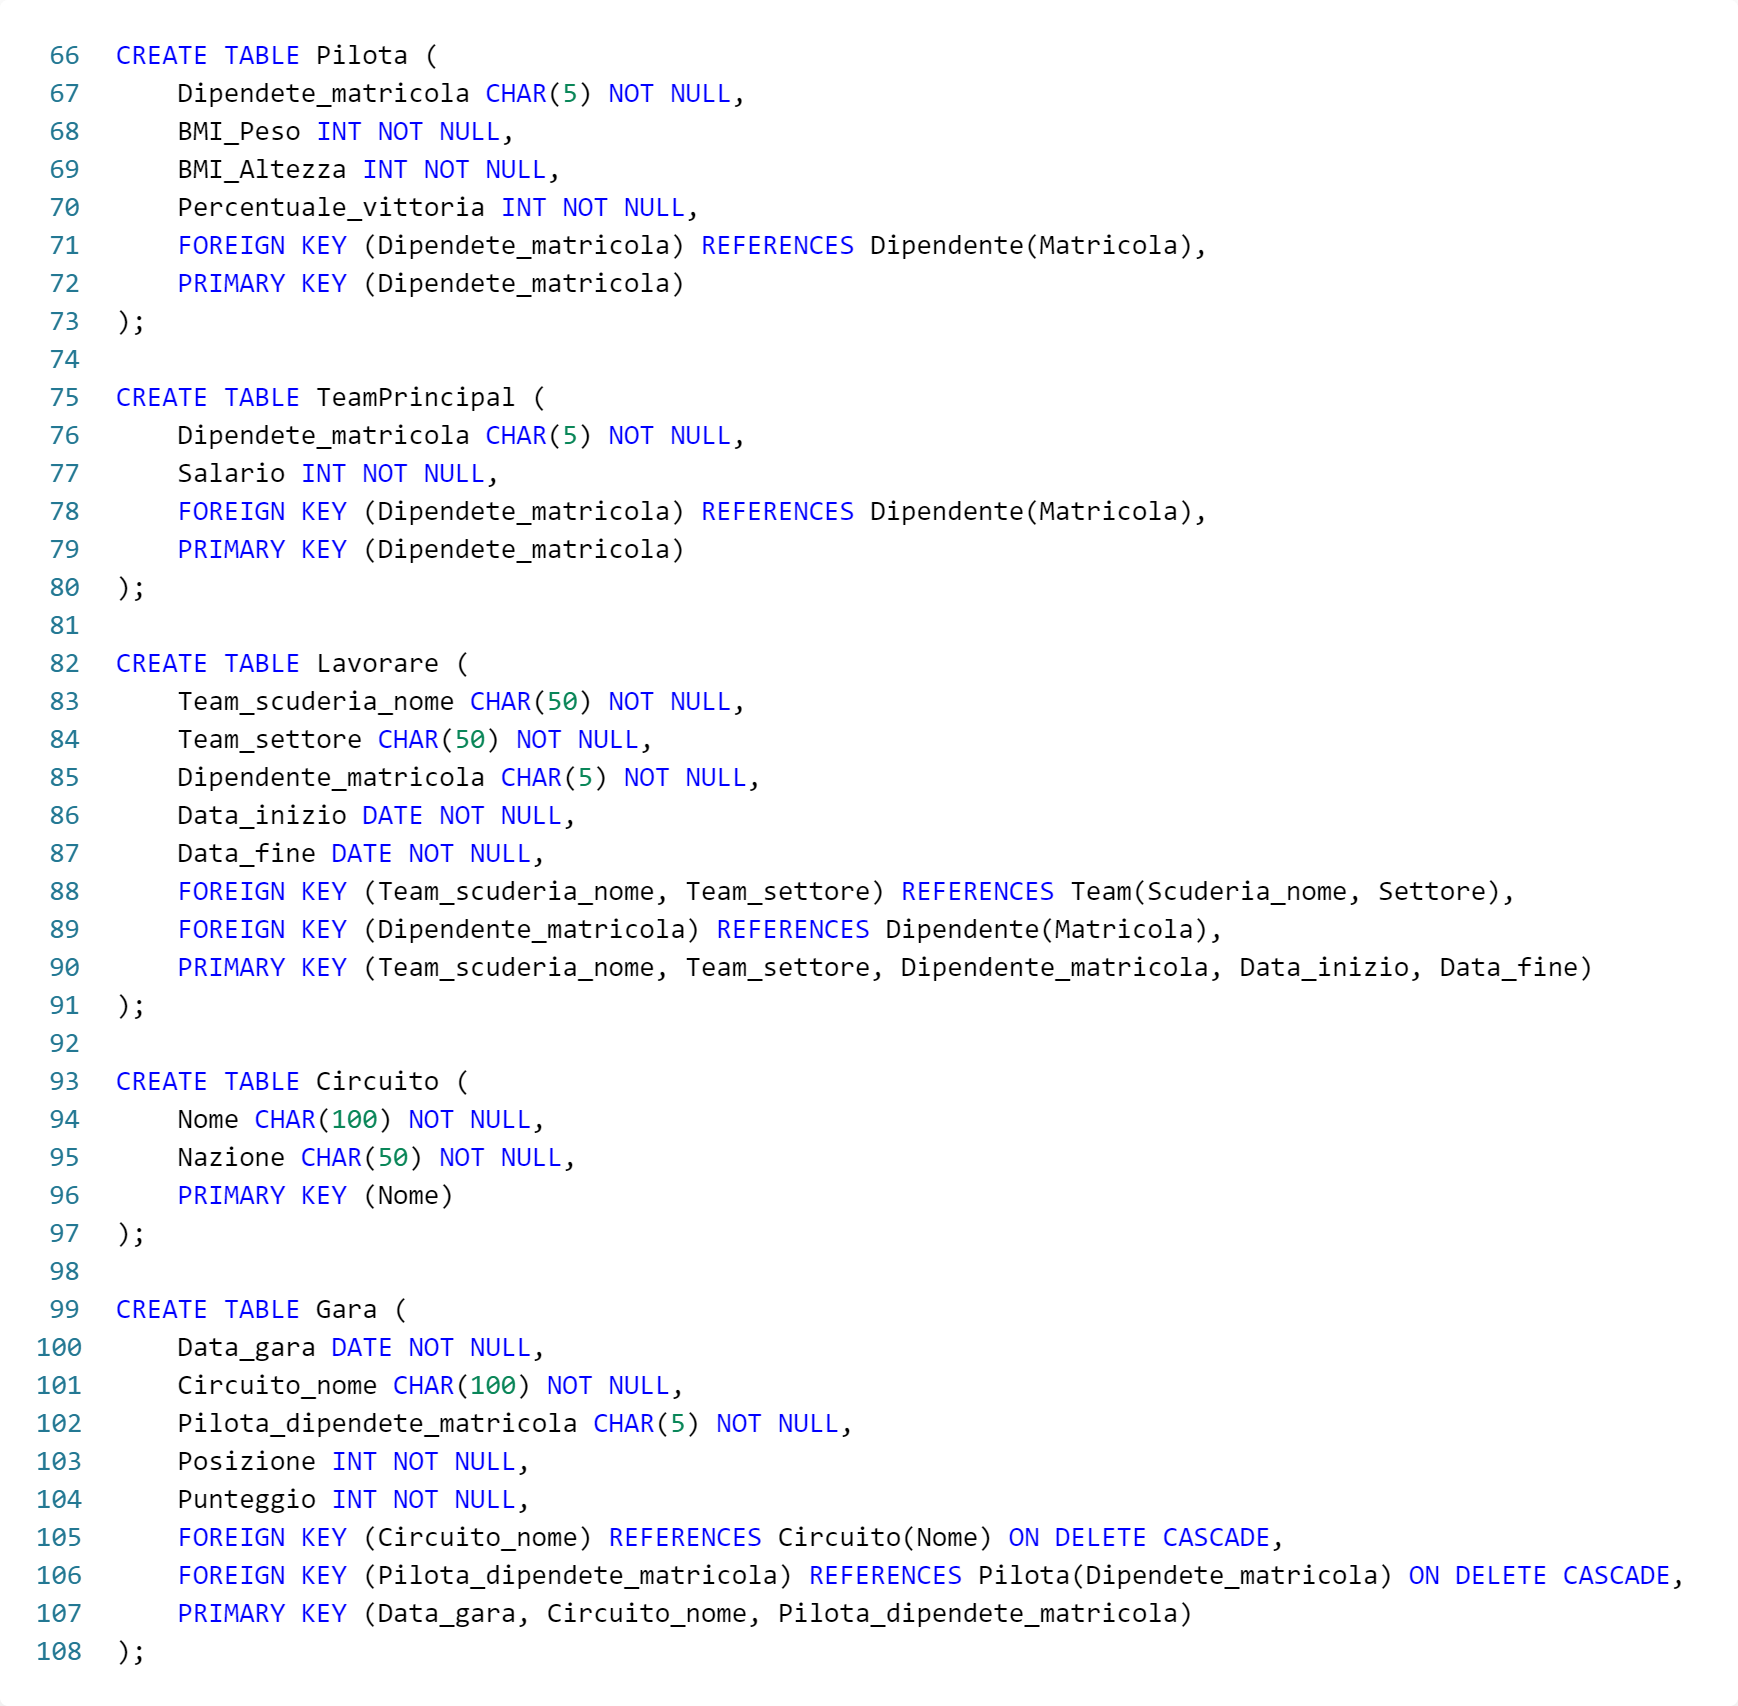 66 CREATE TABLE Pilota (
67 Dipendete_matricola CHAR(5) NOT NULL,
68 BMI_Peso INT NOT NULL,
69 BMI_Altezza INT NOT NULL,
70 Percentuale_vittoria INT NOT NULL,
71 FOREIGN KEY (Dipendete_matricola) REFERENCES Dipendente(Matricola),
72 PRIMARY KEY (Dipendete_matricola)
73 );
74
75 CREATE TABLE TeamPrincipal (
76 Dipendete_matricola CHAR(5) NOT NULL,
77 Salario INT NOT NULL,
78 FOREIGN KEY (Dipendete_matricola) REFERENCES Dipendente(Matricola),
79 PRIMARY KEY (Dipendete_matricola)
80 );
81
82 CREATE TABLE Lavorare (
83 Team_scuderia_nome CHAR(50) NOT NULL,
84 Team_settore CHAR(50) NOT NULL,
85 Dipendente_matricola CHAR(5) NOT NULL,
86 Data_inizio DATE NOT NULL,
87 Data_fine DATE NOT NULL,
88 FOREIGN KEY (Team_scuderia_nome, Team_settore) REFERENCES Team(Scuderia_nome, Settore),
89 FOREIGN KEY (Dipendente_matricola) REFERENCES Dipendente(Matricola),
90 PRIMARY KEY (Team_scuderia_nome, Team_settore, Dipendente_matricola, Data_inizio, Data_fine)
91 );
92
93 CREATE TABLE Circuito (
94 Nome CHAR(100) NOT NULL,
95 Nazione CHAR(50) NOT NULL,
96 PRIMARY KEY (Nome)
97 );
98
99 CREATE TABLE Gara (
100 Data_gara DATE NOT NULL,
101 Circuito_nome CHAR(100) NOT NULL,
102 Pilota_dipendete_matricola CHAR(5) NOT NULL,
103 Posizione INT NOT NULL,
104 Punteggio INT NOT NULL,
105 FOREIGN KEY (Circuito_nome) REFERENCES Circuito(Nome) ON DELETE CASCADE,
106 FOREIGN KEY (Pilota_dipendete_matricola) REFERENCES Pilota(Dipendete_matricola) ON DELETE CASCADE,
107 PRIMARY KEY (Data_gara, Circuito_nome, Pilota_dipendete_matricola)
108 );